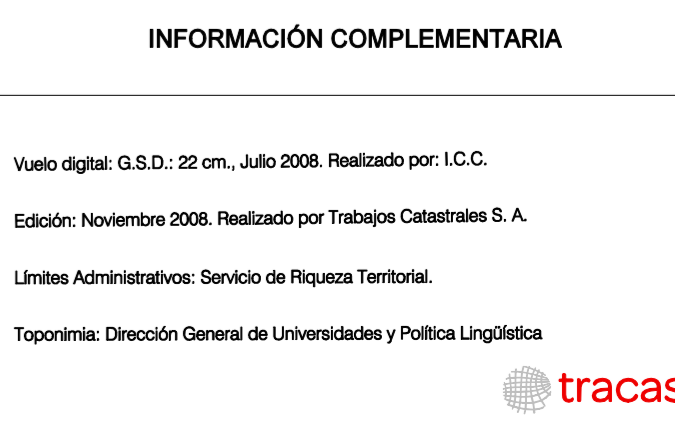 INFORMACIÓN COMPLEMENTARIA
Vuelo digital: G.S.D.: 22 cm., Julio 2008. Realizado por: I.C.C.
Edición: Noviembre 2008. Realizado por Trabajos Catastrales S. A.
Límites Administrativos: Servicio de Riqueza Territorial.
Toponimia: Dirección General de Universidades y Política Lingüística
tracas